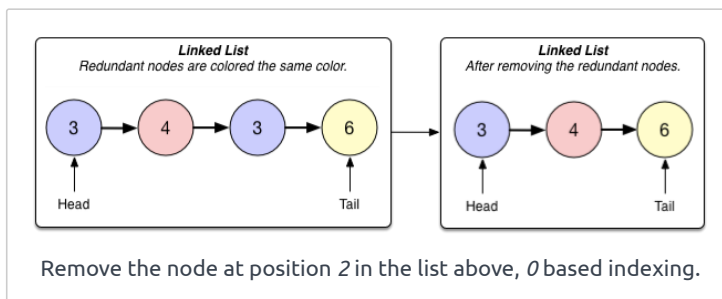 Linked List
Redundant nodes are colored the same color.
3 4 3 6
Head Tail
Linked List
After removing the redundant nodes.
3 4 6
Head Tail
Remove the node at position 2 in the list above, 0 based indexing.